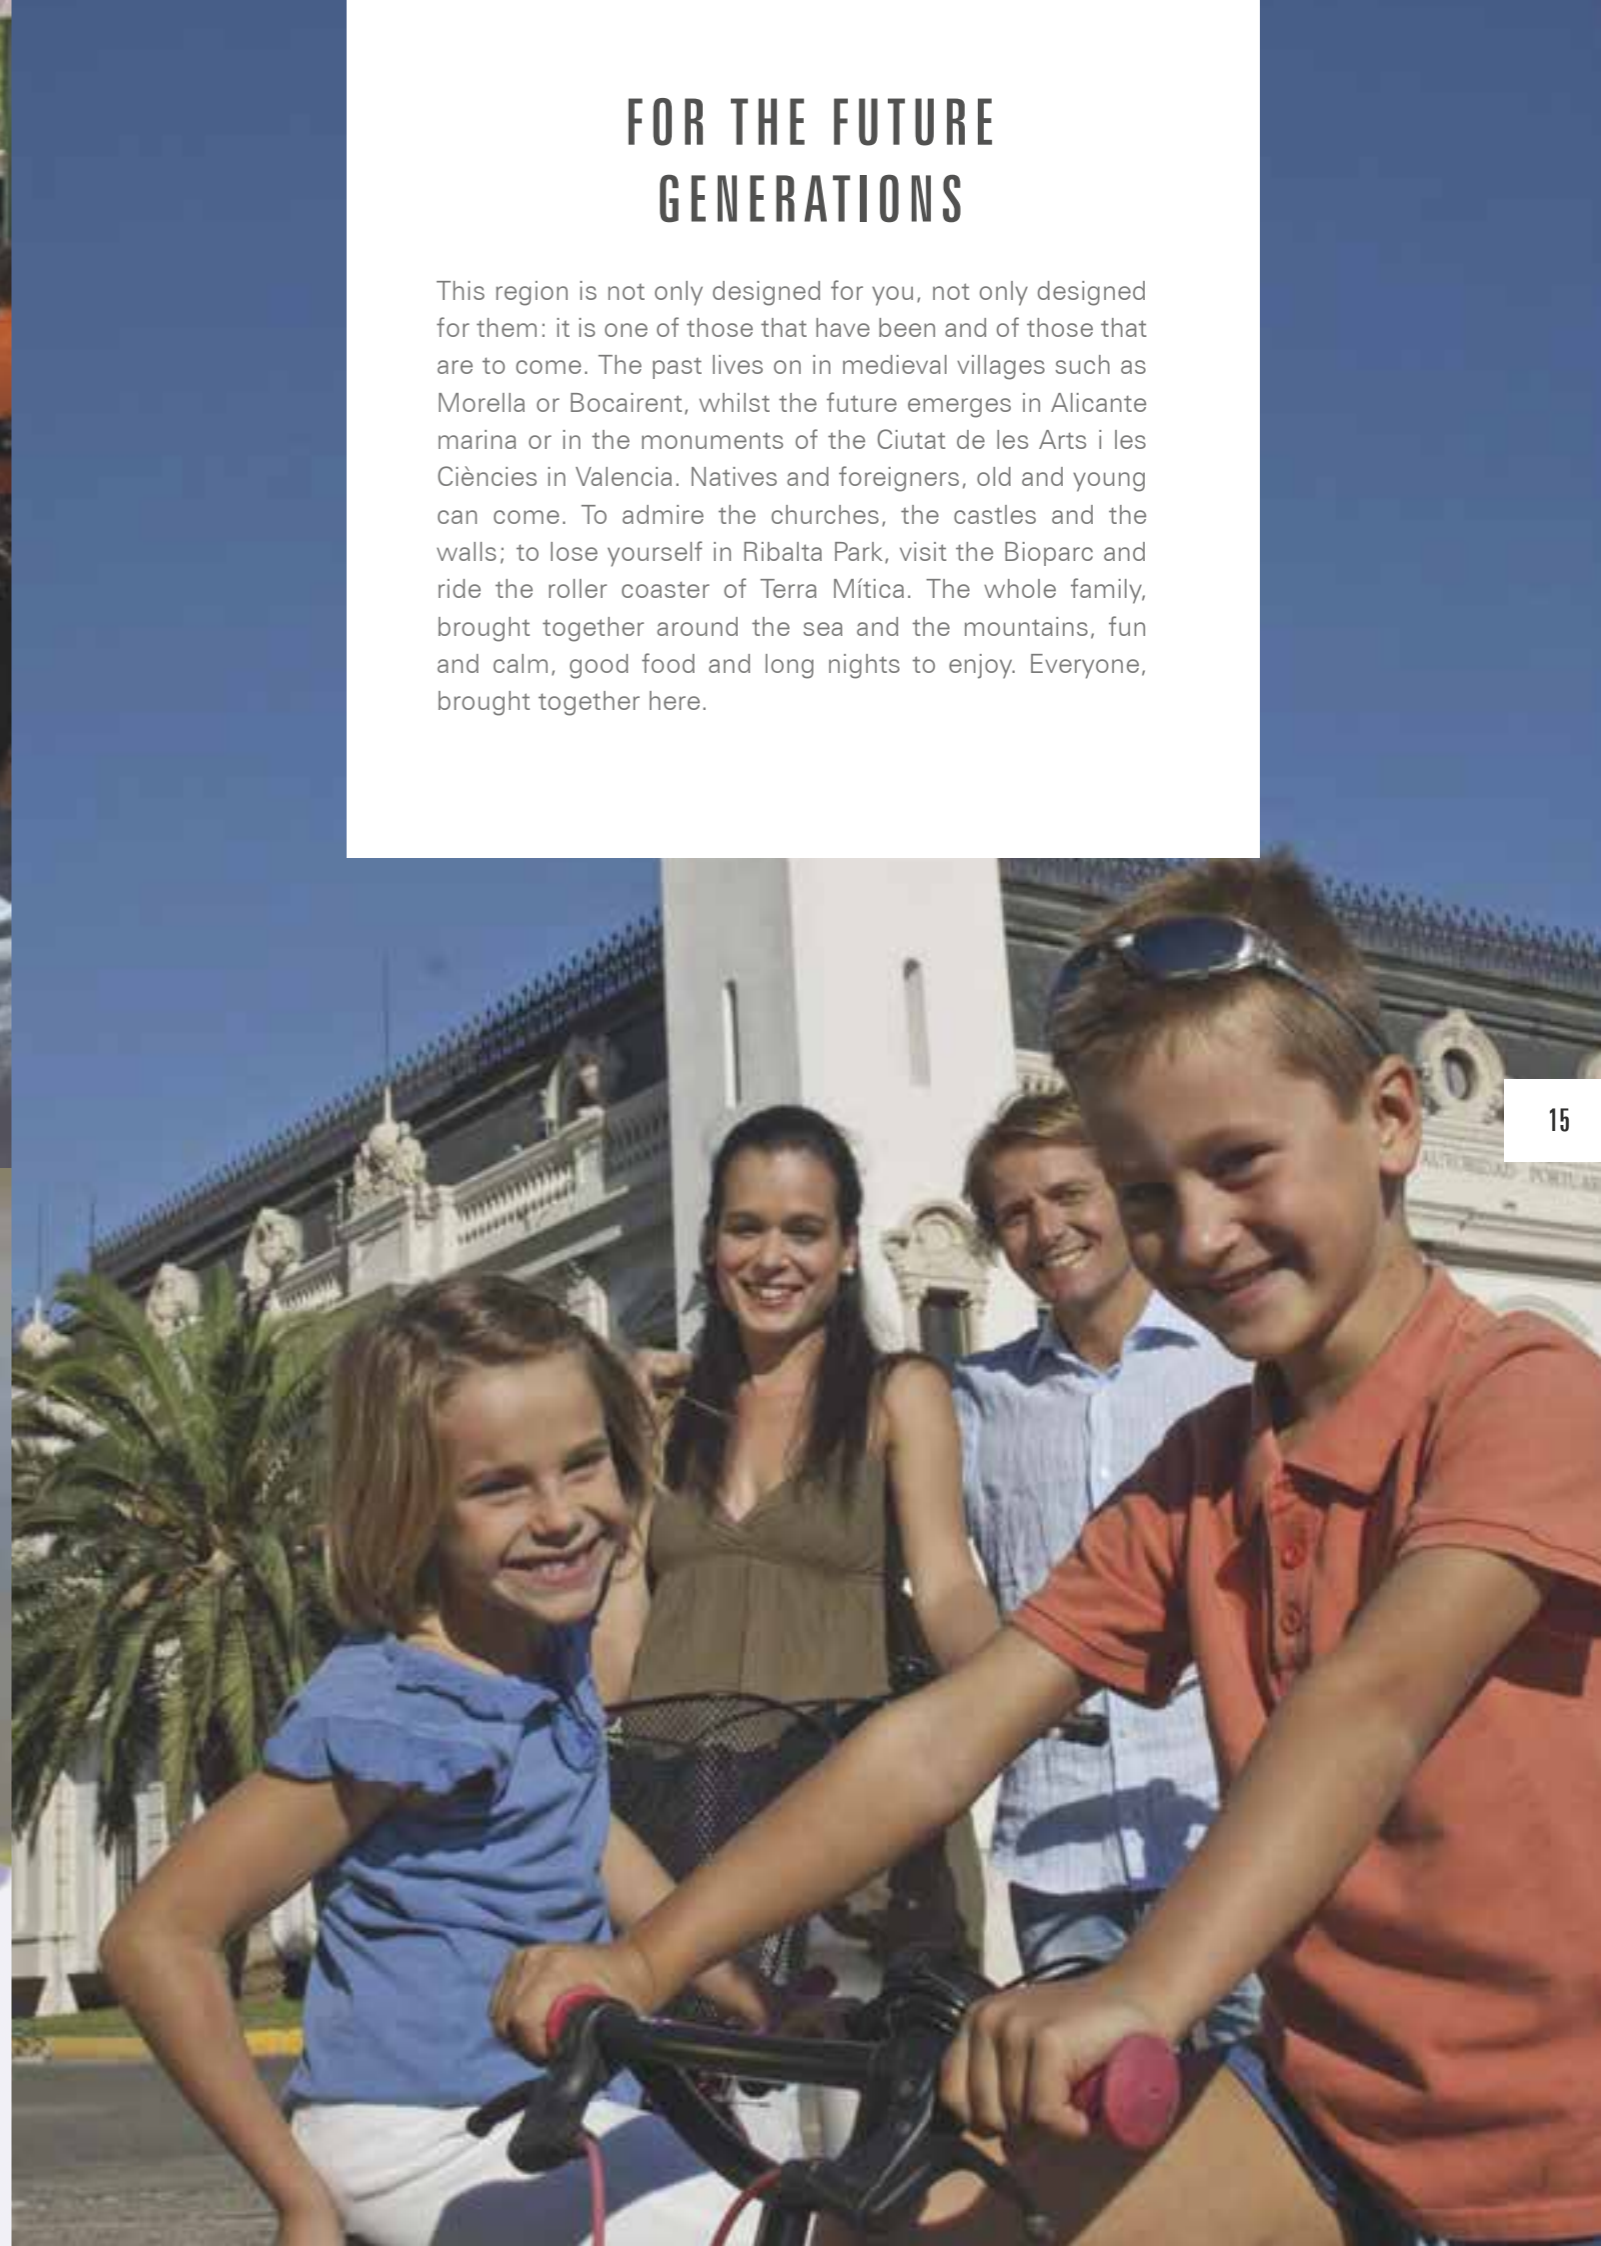 FOR THE FUTURE
GENERATIONS
This region is not only designed for you, not only designed
for them: it is one of those that have been and of those that
are to come. The past lives on in medieval villages such as
Morella or Bocairent, whilst the future emerges in Alicante
marina or in the monuments of the Ciutat de les Arts i les
Ciències in Valencia. Natives and foreigners, old and young
can come. To admire the churches, the castles and the
walls; to lose yourself in Ribalta Park, visit the Bioparc and
ride the roller coaster of Terra Mítica. The whole family,
brought together around the sea and the mountains, fun
and calm, good food and long nights to enjoy. Everyone,
brought together here.
15
AUTORIDAD